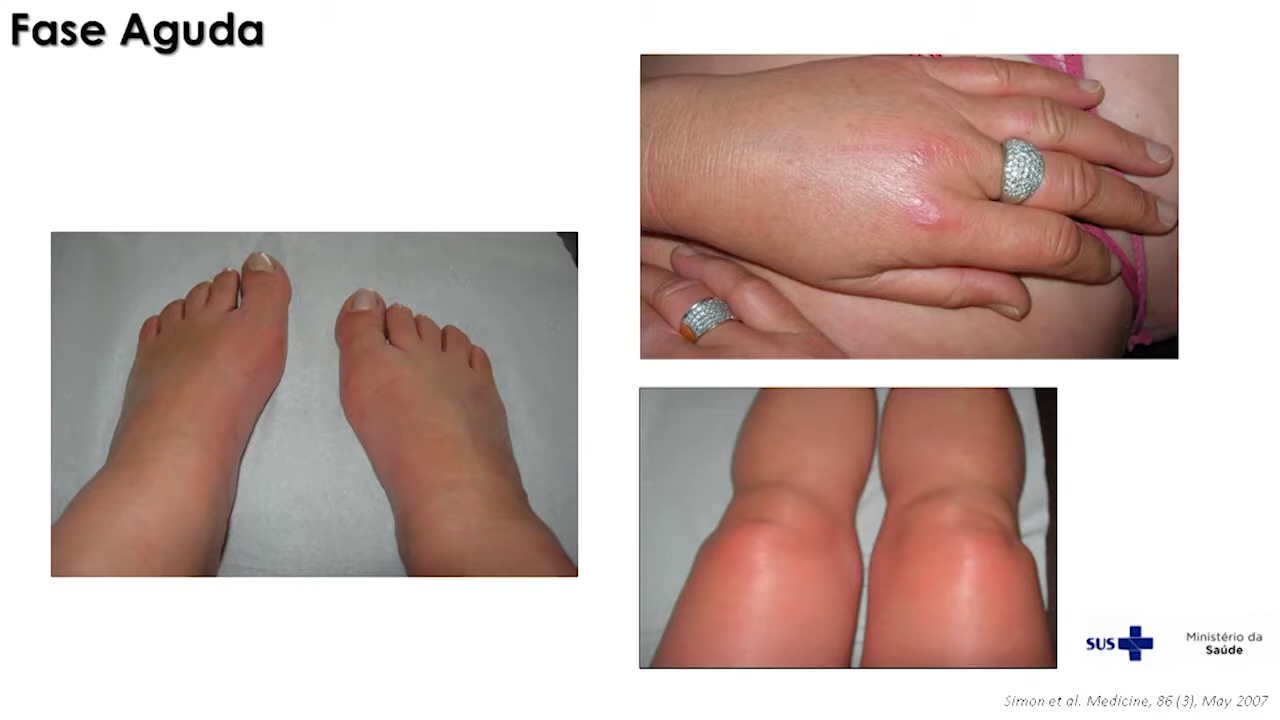 Fase Aguda
SUS
Ministério da
Saúde
Simon et al. Medicine, 86 (3), May 2007